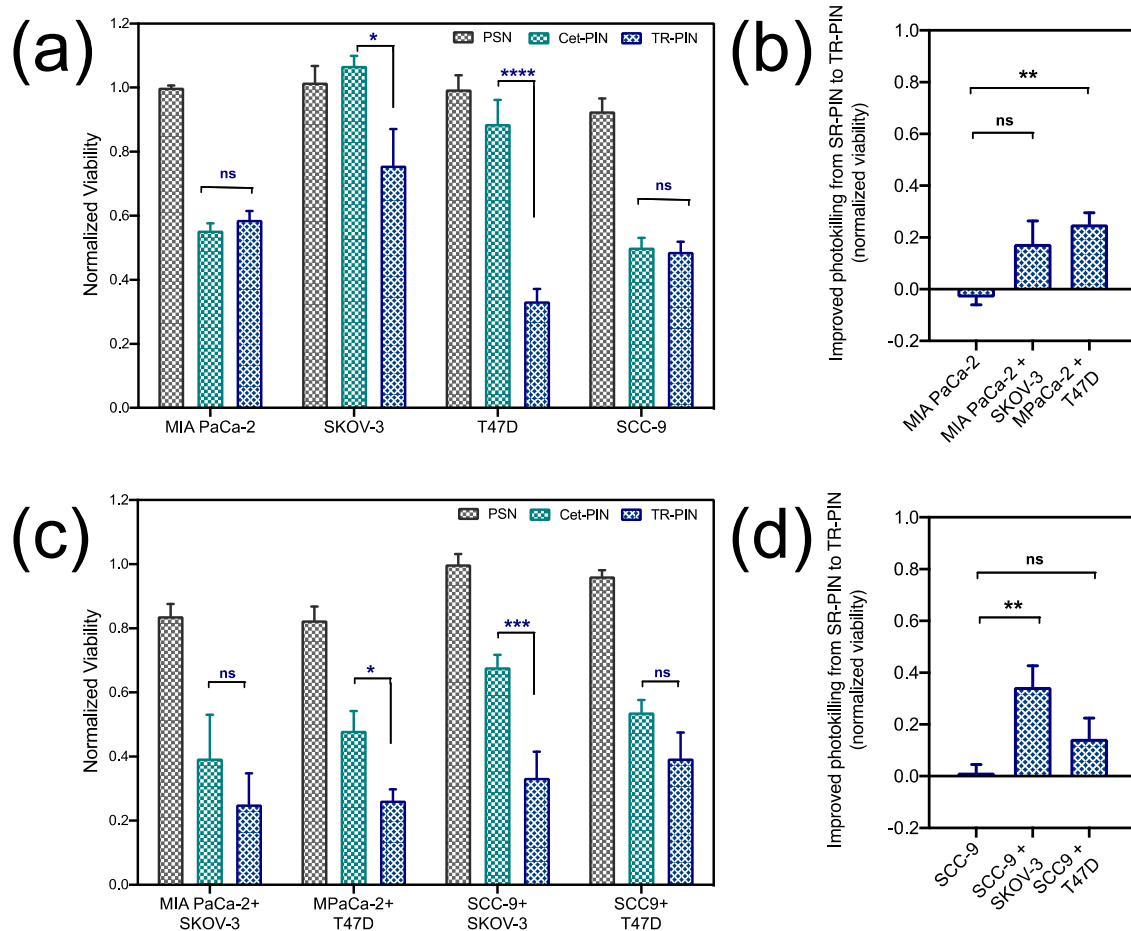 (a)
Normalized Viability
1.2
1.0
0.8
0.6
0.4
0.2
0.0
PSN Cet-PIN TR-PIN
ns
*
****
ns
MIA PaCa-2 SKOV-3 T47D SCC-9
(b)
Improved photokilling from SR-PIN to TR-PIN
(normalized viability)
1.0
0.8
0.6
0.4
0.2
0.0
-0.2
**
ns
MIA PaCa-2
MIA PaCa-2 +
SKOV-3
MPaCa-2 +
T47D
(c)
Normalized Viability
1.2
1.0
0.8
0.6
0.4
0.2
0.0
PSN Cet-PIN TR-PIN
ns
*
***
ns
MIA PaCa-2+
SKOV-3
MPaCa-2+
T47D
SCC-9+
SKOV-3
SCC9+
T47D
(d)
Improved photokilling from SR-PIN to TR-PIN
(normalized viability)
1.0
0.8
0.6
0.4
0.2
0.0
-0.2
ns
**
SCC-9
SCC-9 +
SKOV-3
SCC9 +
T47D